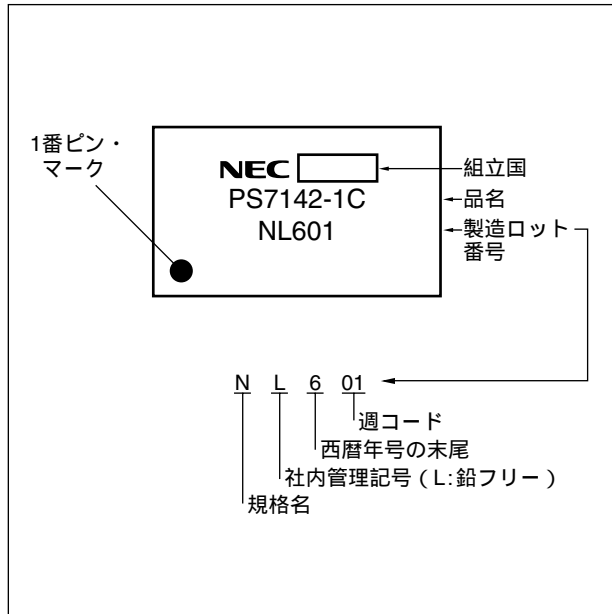 1番ピン・
マーク
NEC
組立国
PS7142-1C
品名
NL601
製造ロット
番号
N L 6 01
週コード
西暦年号の末尾
社内管理記号（L:鉛フリー）
規格名